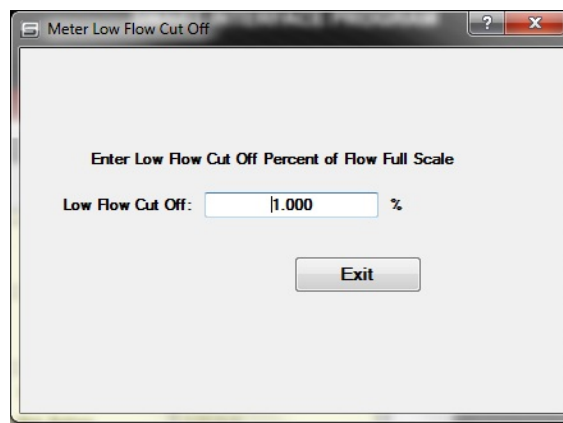 Meter Low Flow Cut Off
Enter Low Flow Cut Off Percent of Flow Full Scale
Low Flow Cut Off: 1.000 %
Exit